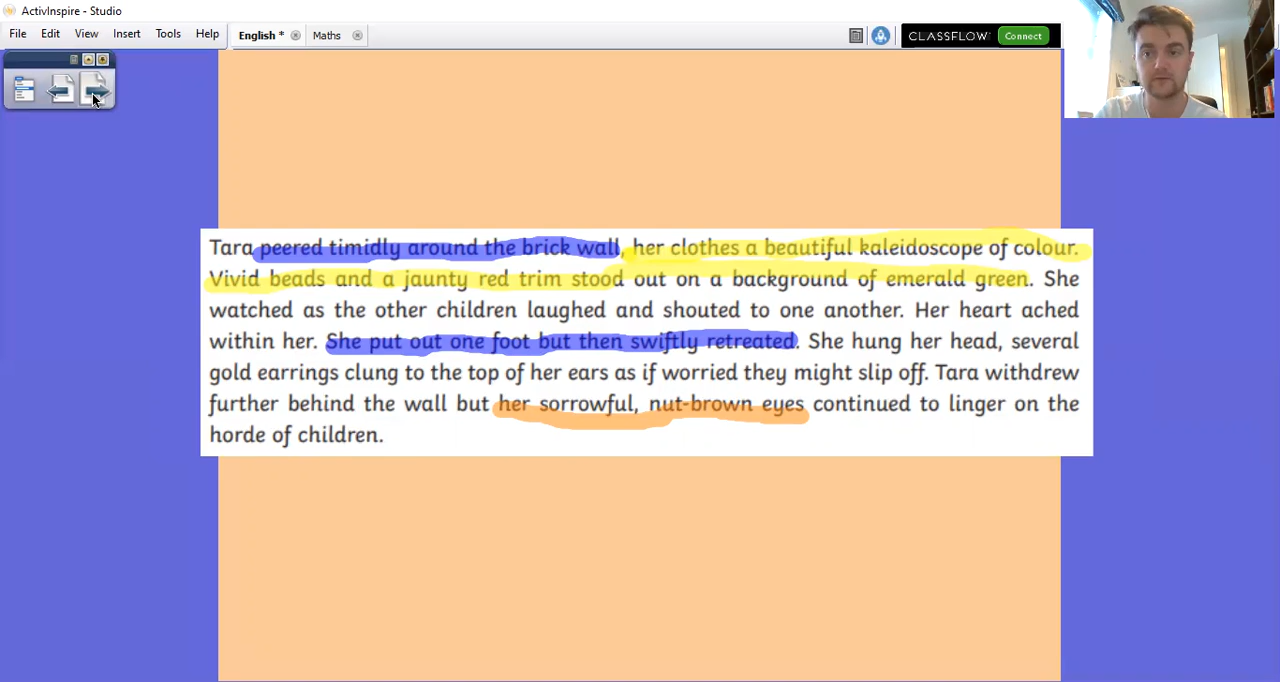 ActivInspire - Studio
File Edit View Insert Tools Help English * Maths CLASSFLOW Connect
Tara peered timidly around the brick wall, her clothes a beautiful kaleidoscope of colour.
Vivid beads and a jaunty red trim stood out on a background of emerald green. She
watched as the other children laughed and shouted to one another. Her heart ached
within her. She put out one foot but then swiftly retreated. She hung her head, several
gold earrings clung to the top of her ears as if worried they might slip off. Tara withdrew
further behind the wall but her sorrowful, nut-brown eyes continued to linger on the
horde of children.